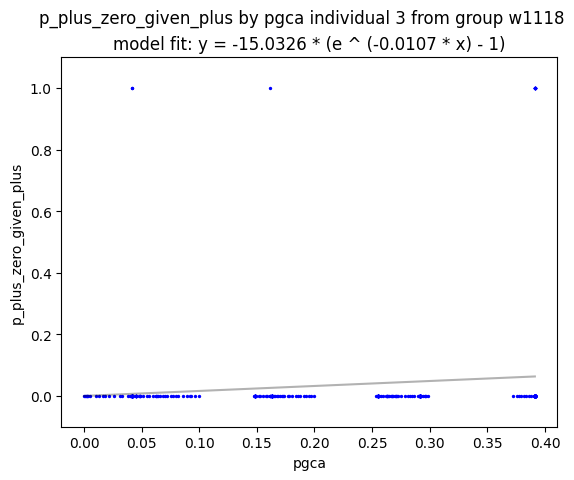 p_plus_zero_given_plus by pgca individual 3 from group w1118
model fit: y = -15.0326 * (e ^ (-0.0107 * x) - 1)
p_plus_zero_given_plus
1.0
0.8
0.6
0.4
0.2
0.0
0.00 0.05 0.10 0.15 0.20 0.25 0.30 0.35 0.40
pgca